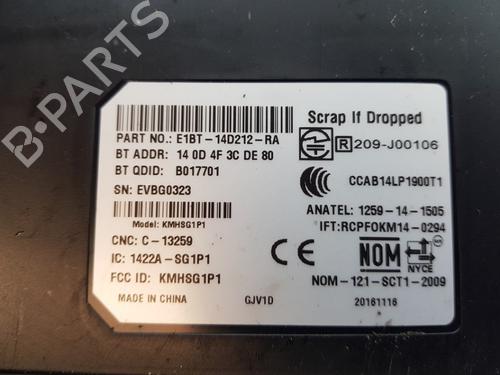 Scrap If Dropped
PART NO.: E1BT-14D212-RA
R 209-J00106
BT ADDR: 14 0D 4F 3C DE 80
BT QDID: B017701
CCAB14LP1900T1
SN: EVBG0323
ANATEL: 1259-14-1505
Model: KMHSG1P1
IFT:RCPFOKM14-0294
CNC: C-13259
CE
NOM
NYCE
IC: 1422A-SG1P1
FCC ID: KMHSG1P1
NOM-121-SCT1-2009
MADE IN CHINA
GJV1D
20161116
B-PARTS